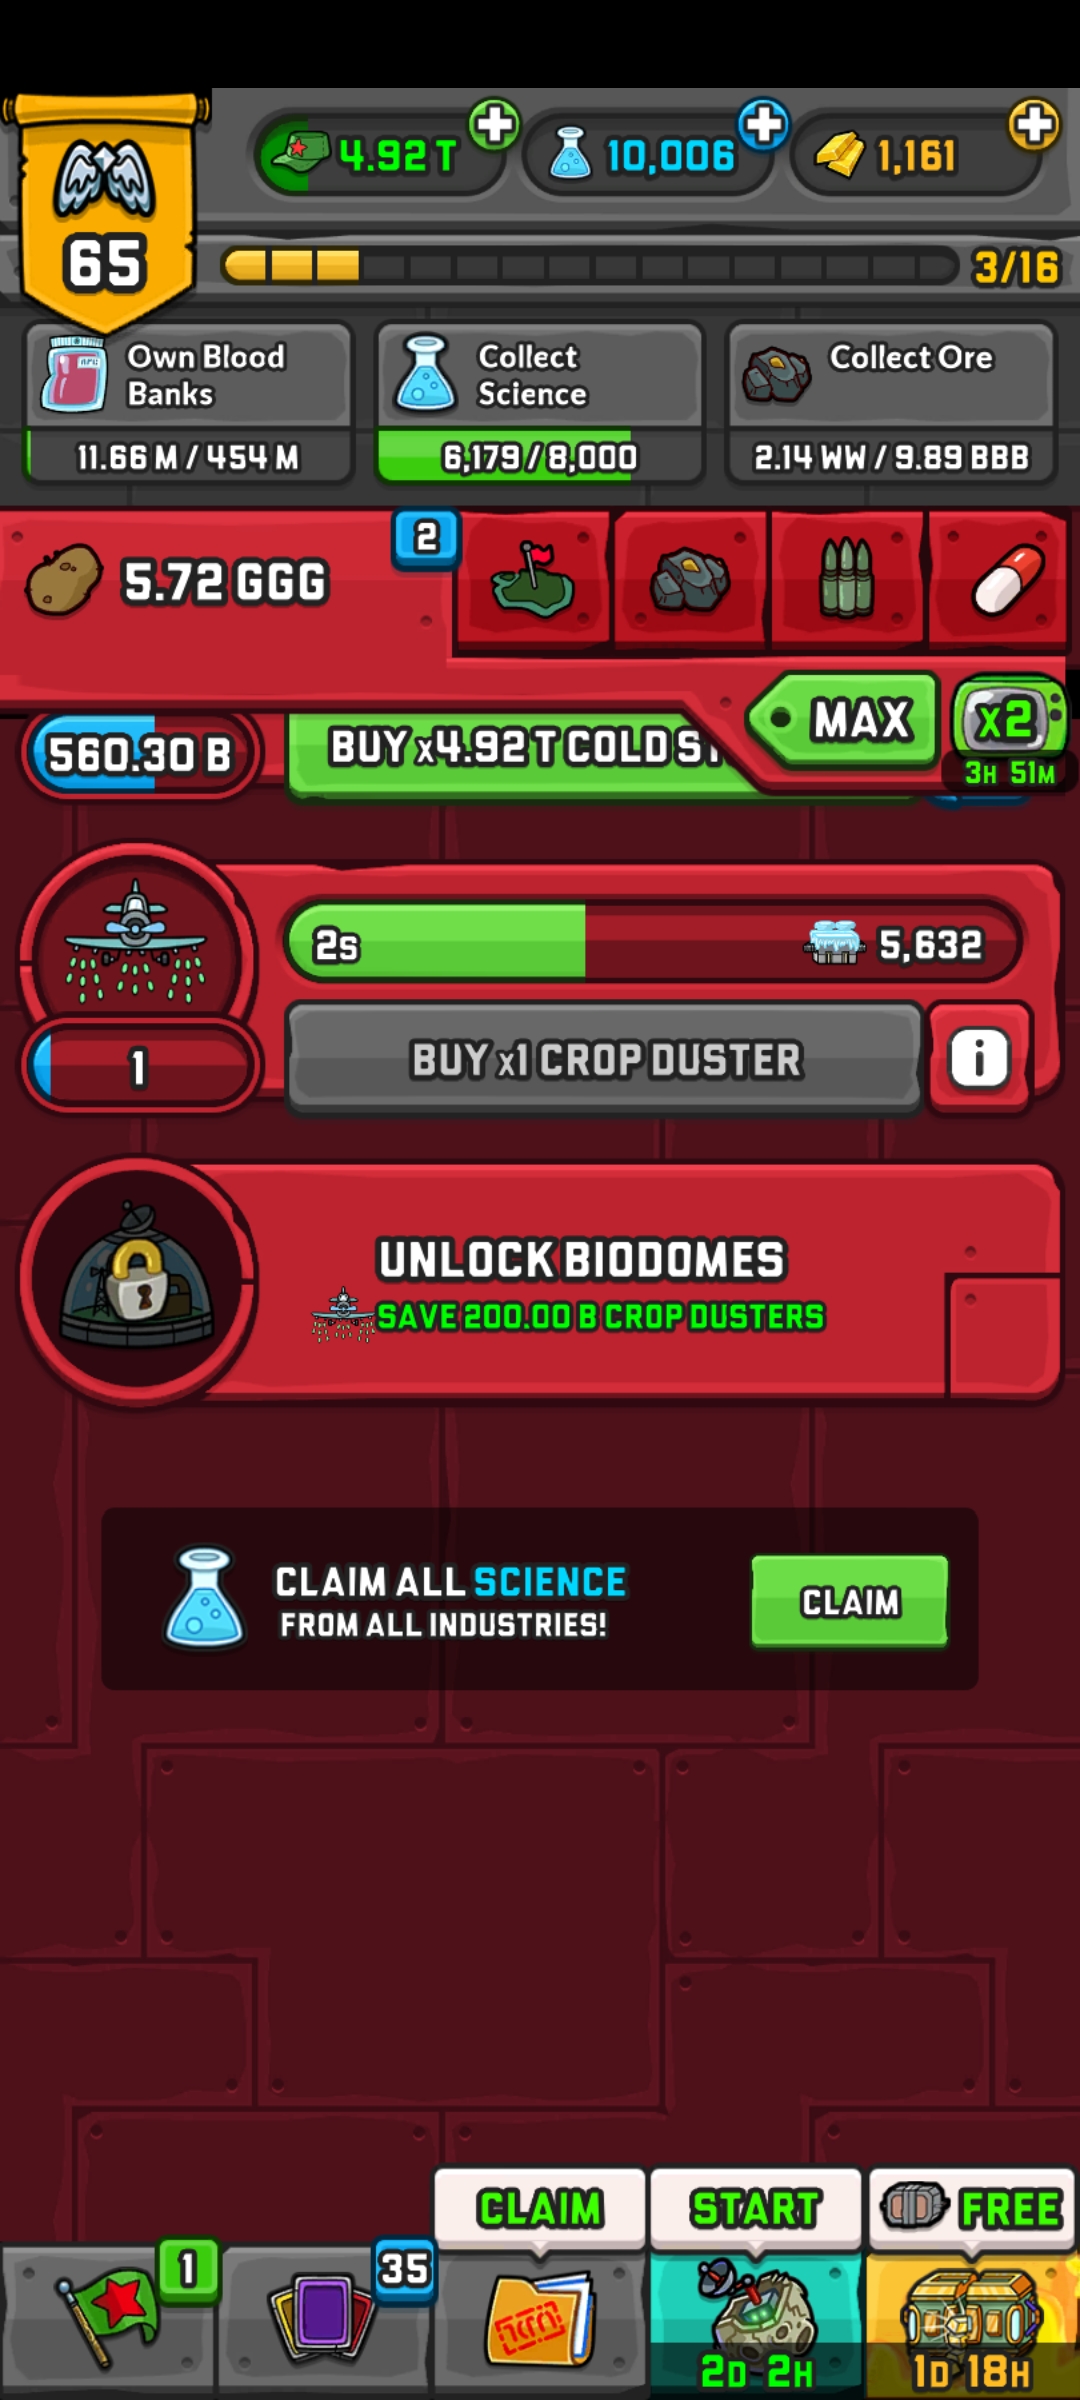 4.92 T
10,006
1,161
65
3/16
Own Blood
Banks
11.66 M / 454 M
Collect
Science
6,179 / 8,000
Collect Ore
2.14 WW / 9.89 BBB
5.72 GGG
2
MAX
x2
3H 51M
560.30 B
BUY x4.92 T COLD ST
2s
5,632
1
BUY x1 CROP DUSTER
i
UNLOCK BIODOMES
SAVE 200.00 B CROP DUSTERS
CLAIM ALL SCIENCE
FROM ALL INDUSTRIES!
CLAIM
CLAIM
START
FREE
1
35
2D 2H
1D 18H